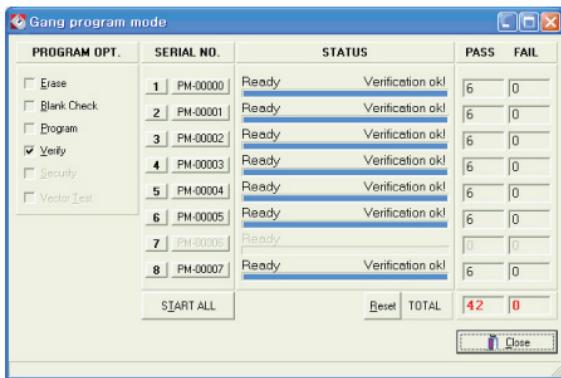 Gang program mode
PROGRAM OPT. SERIAL NO. STATUS PASS FAIL
Erase
Blank Check
Program
Verify
Security
Vector Test
1 PM-00000 Ready Verification ok! 6 0
2 PM-00001 Ready Verification ok! 6 0
3 PM-00002 Ready Verification ok! 6 0
4 PM-00003 Ready Verification ok! 6 0
5 PM-00004 Ready Verification ok! 6 0
6 PM-00005 Ready Verification ok! 6 0
7 PM-00006 Ready 0 0
8 PM-00007 Ready Verification ok! 6 0
START ALL Reset TOTAL 42 0
Close